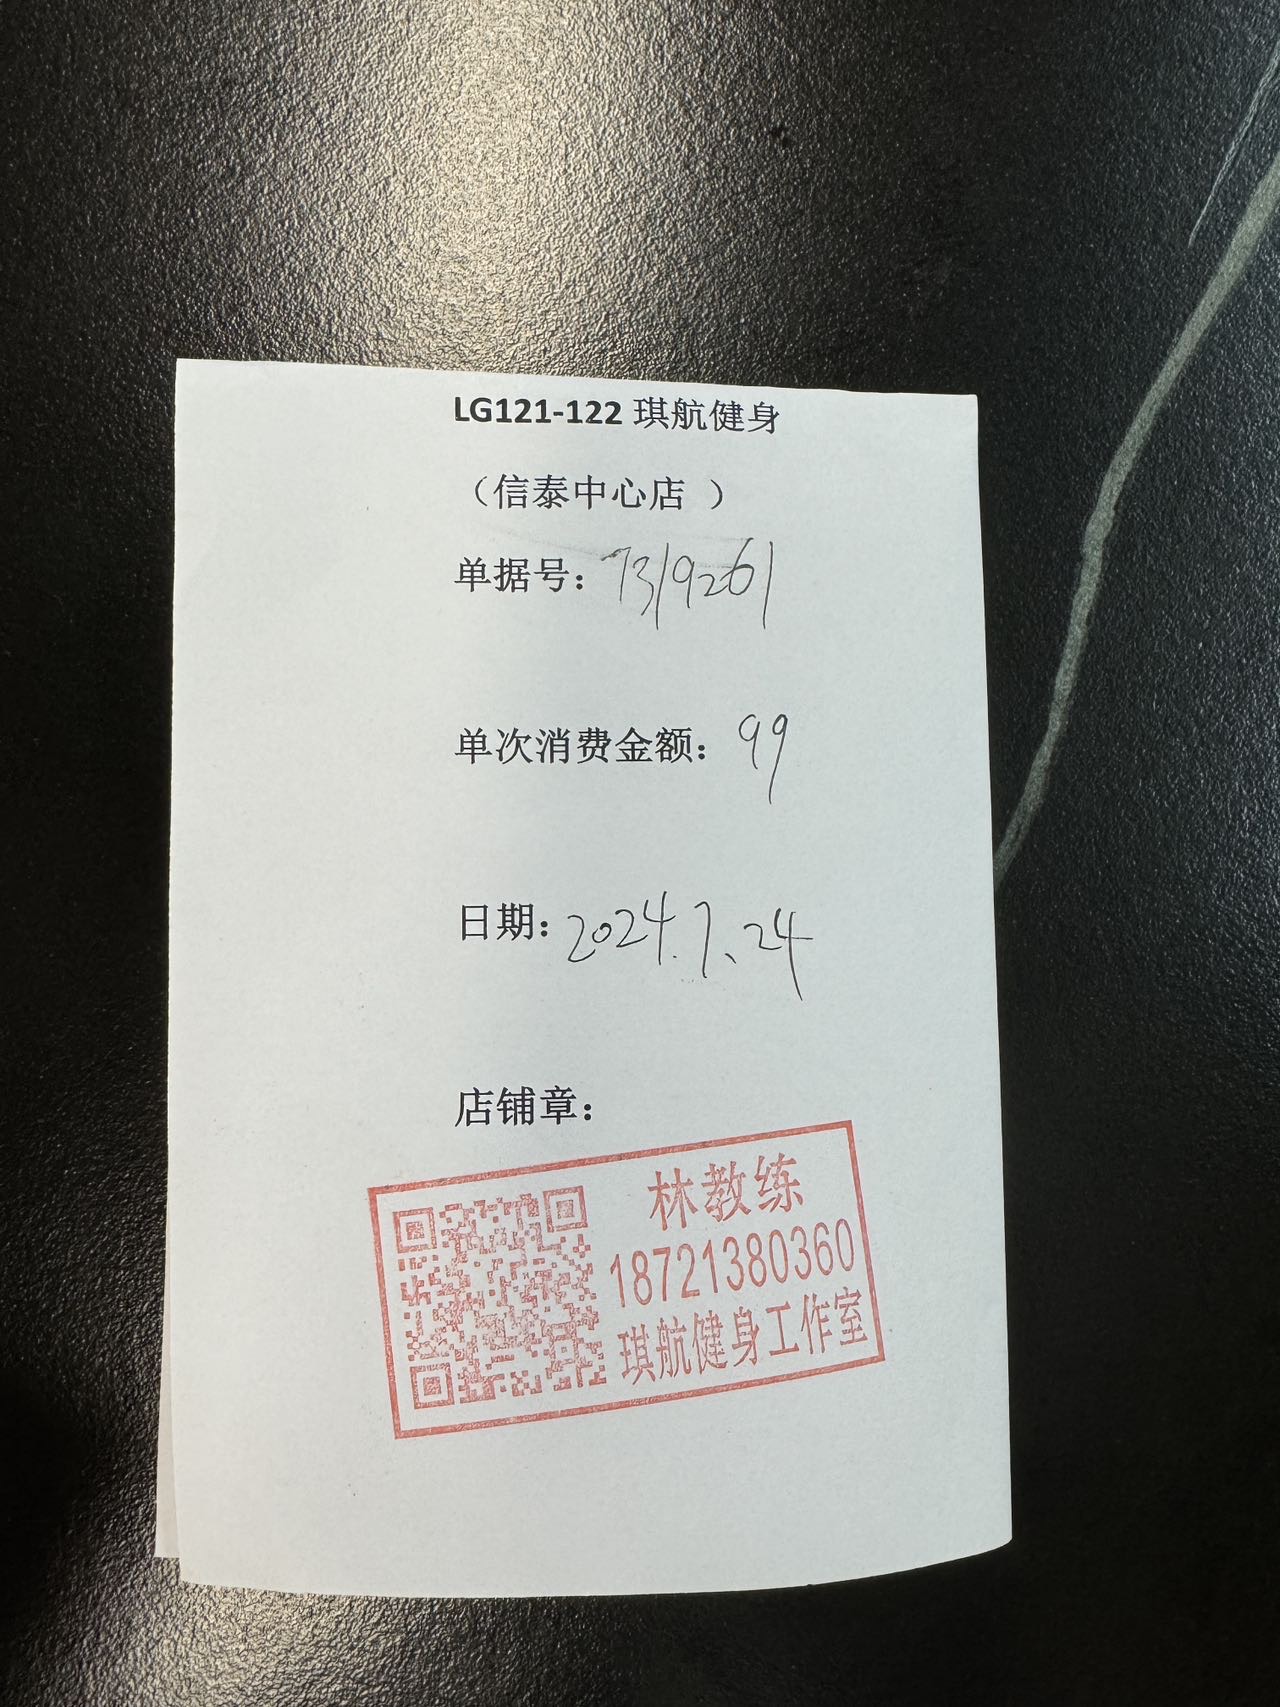 LG121-122 琪航健身
（信泰中心店 ）
单据号：7319261
单次消费金额：99
日期：2024.7.24
店铺章：
林教练
18721380360
琪航健身工作室